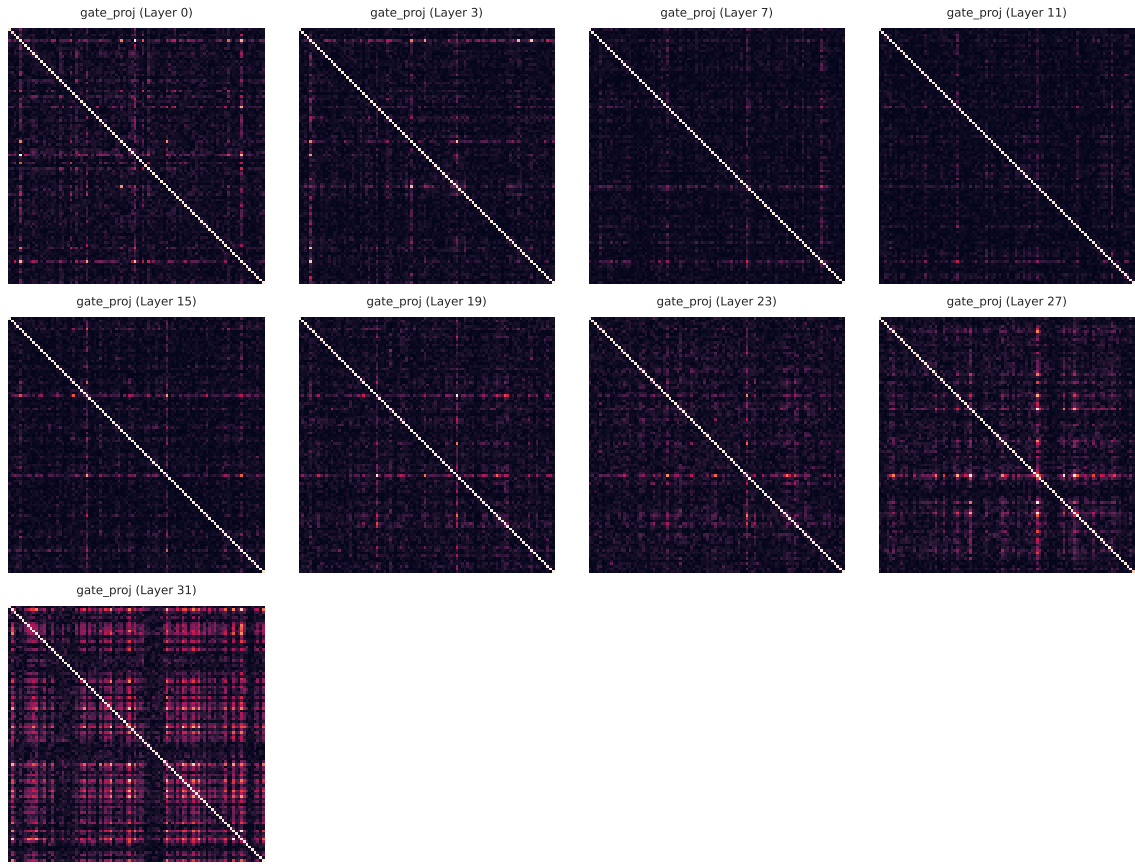 gate_proj (Layer 0)
gate_proj (Layer 3)
gate_proj (Layer 7)
gate_proj (Layer 11)
gate_proj (Layer 15)
gate_proj (Layer 19)
gate_proj (Layer 23)
gate_proj (Layer 27)
gate_proj (Layer 31)